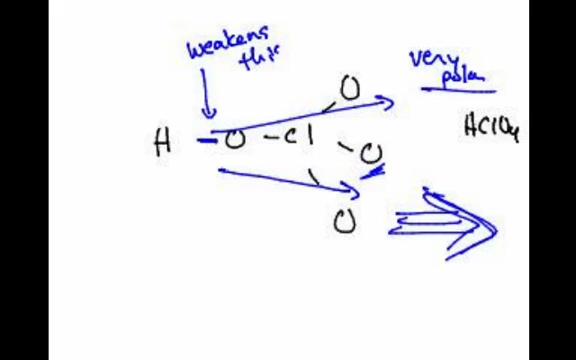 weakens
this
very
polar
HClO4
O
H - O - Cl
O
O